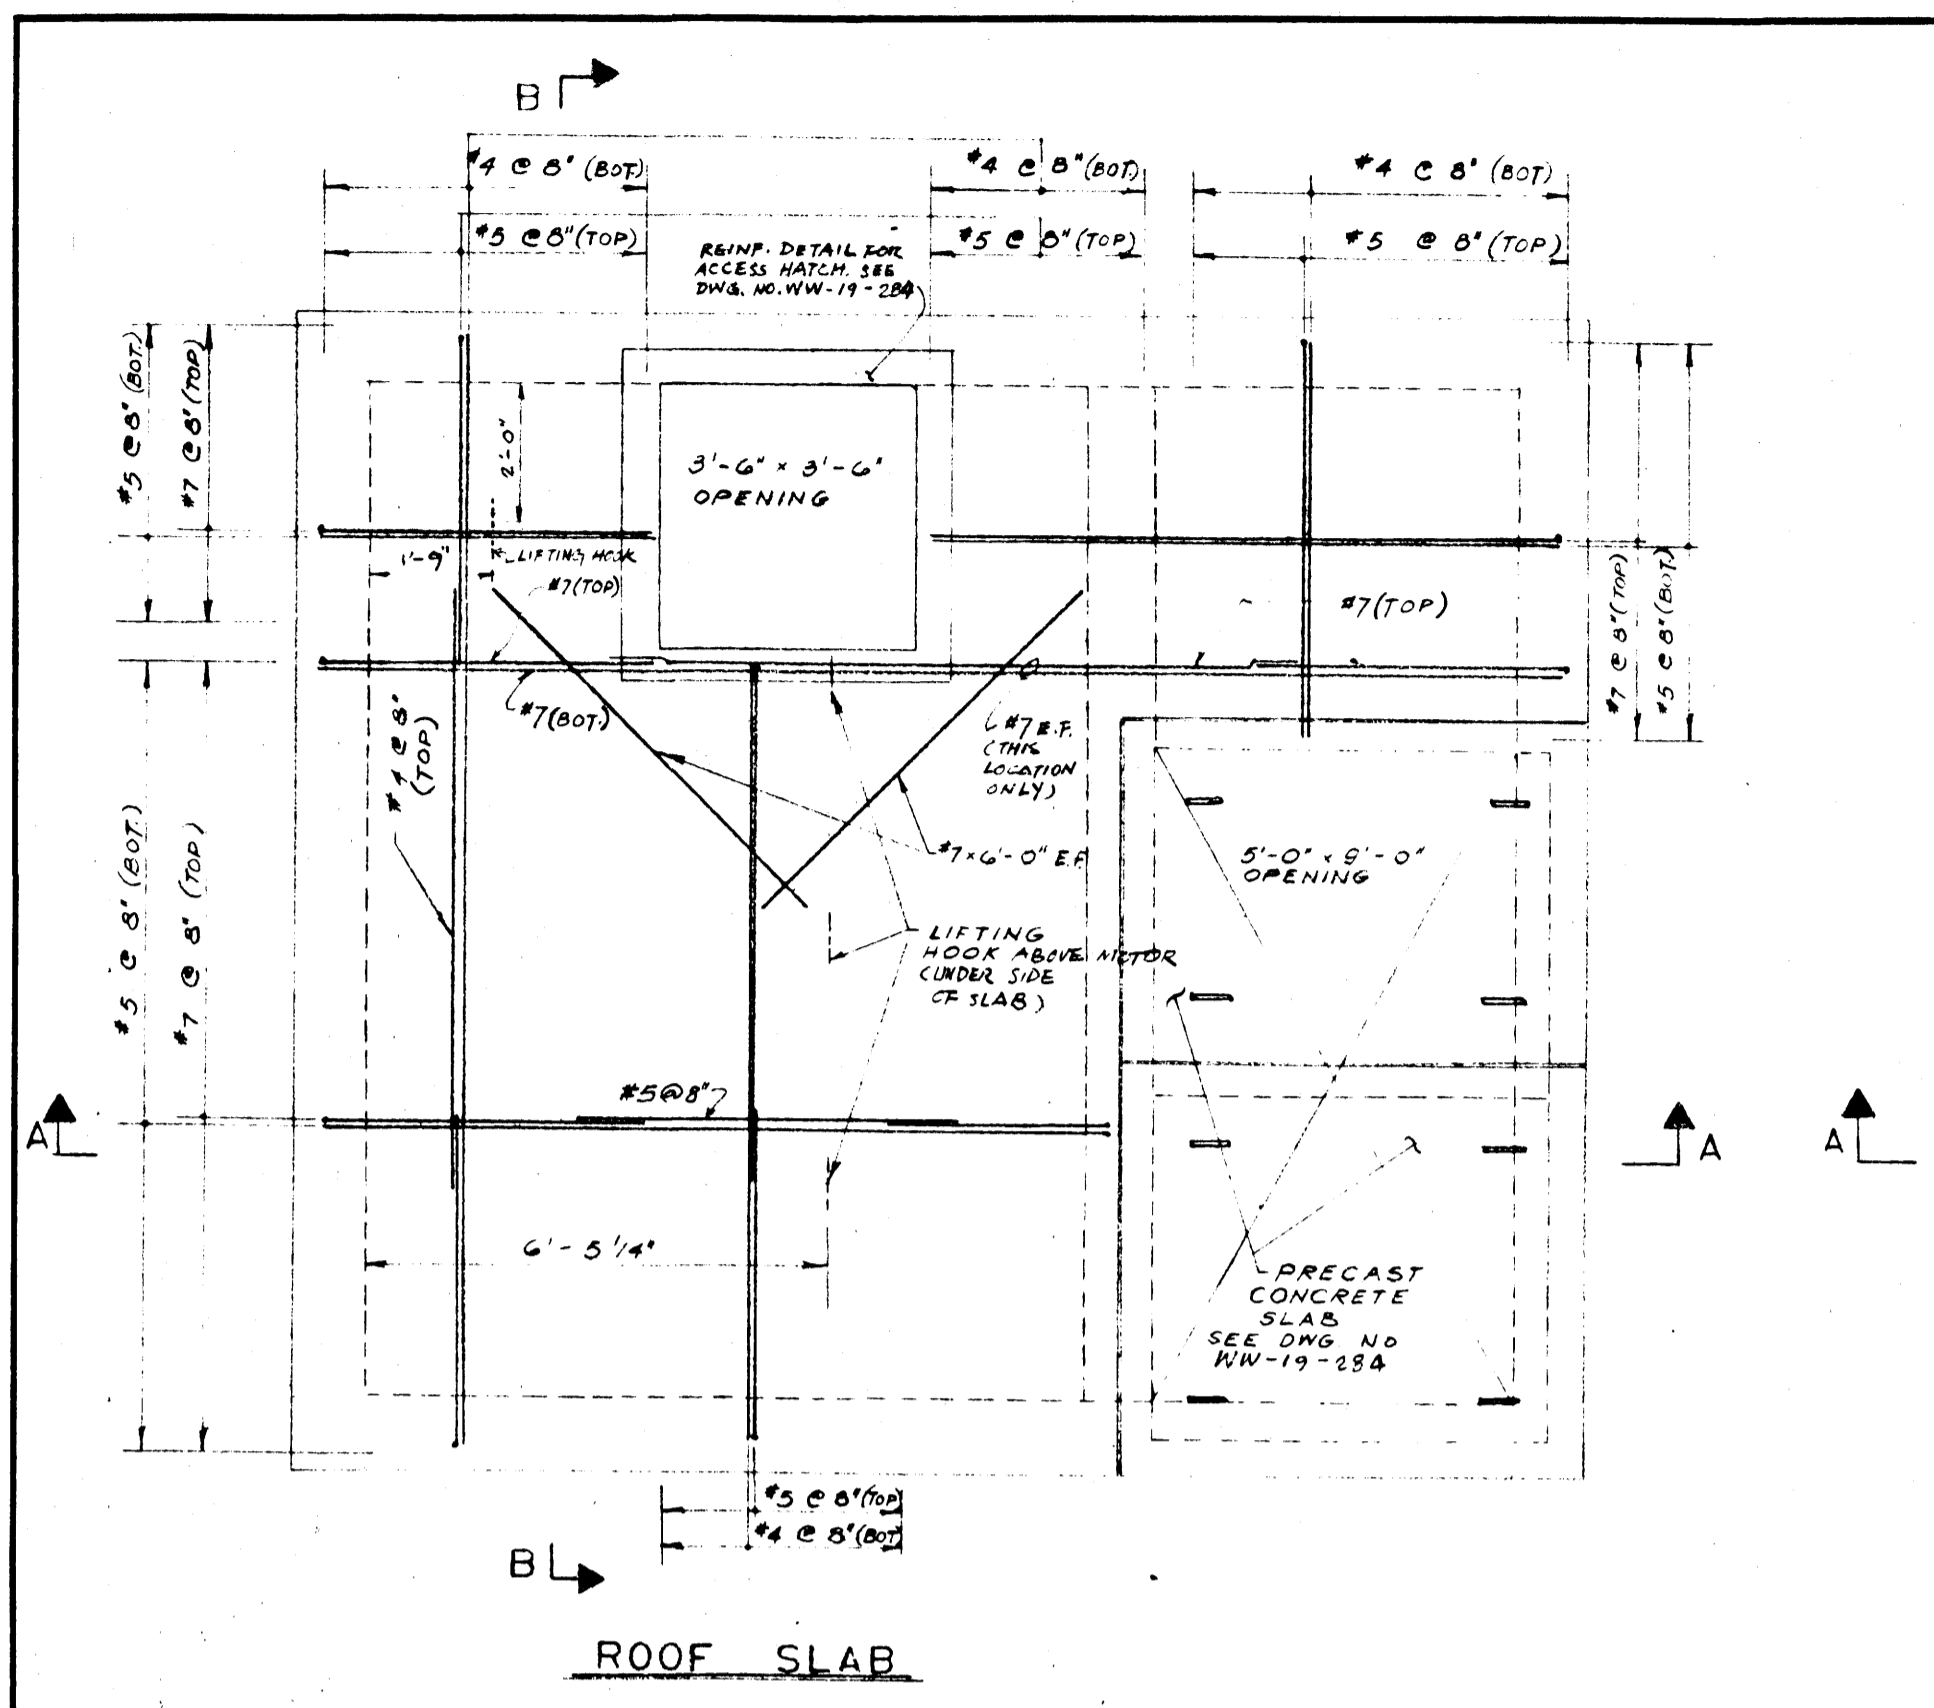 B
#4 @ 8" (BOT.)
#4 @ 8" (BOT.)
#4 @ 8" (BOT)
#5 @ 8" (TOP)
#5 @ 8" (TOP)
#5 @ 8" (TOP)
REINF. DETAIL FOR
ACCESS HATCH. SEE
DWG. NO. WW-19-284
#5 @ 8" (BOT.)
#7 @ 8" (TOP)
2'-0"
3'-6" x 3'-6"
OPENING
1'-9"
LIFTING HOOK
#7 (TOP)
#7 (TOP)
#7 @ 8" (TOP)
#5 @ 8" (BOT.)
#7 (BOT.)
#4 @ 8"
(TOP)
#7 E.F.
(THIS
LOCATION
ONLY)
#7 x 6'-0" E.F.
5'-0" x 9'-0"
OPENING
#5 @ 8" (BOT.)
#7 @ 8" (TOP)
LIFTING
HOOK ABOVE MOTOR
(UNDER SIDE
OF SLAB)
#5 @ 8"
A
A
A
6'-5 1/4"
PRECAST
CONCRETE
SLAB
SEE DWG NO
WW-19-284
#5 @ 8" (TOP)
#4 @ 8" (BOT)
B
ROOF SLAB